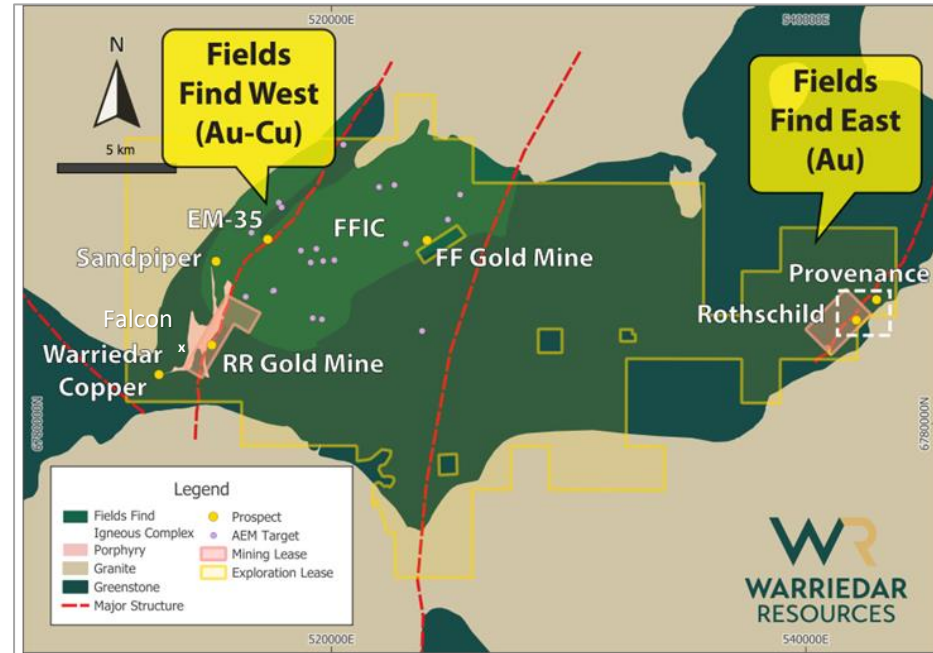 520000E
540000E
N
5 km
Fields
Find West
(Au-Cu)
Fields
Find East
(Au)
EM-35
FFIC
Sandpiper
FF Gold Mine
Provenance
Rothschild
Falcon
x
Warriedar
Copper
RR Gold Mine
6780000N
6780000N
Legend
Fields Find
Igneous Complex
Porphyry
Granite
Greenstone
Major Structure
Prospect
AEM Target
Mining Lease
Exploration Lease
WR
WARRIEDAR
RESOURCES
520000E
540000E